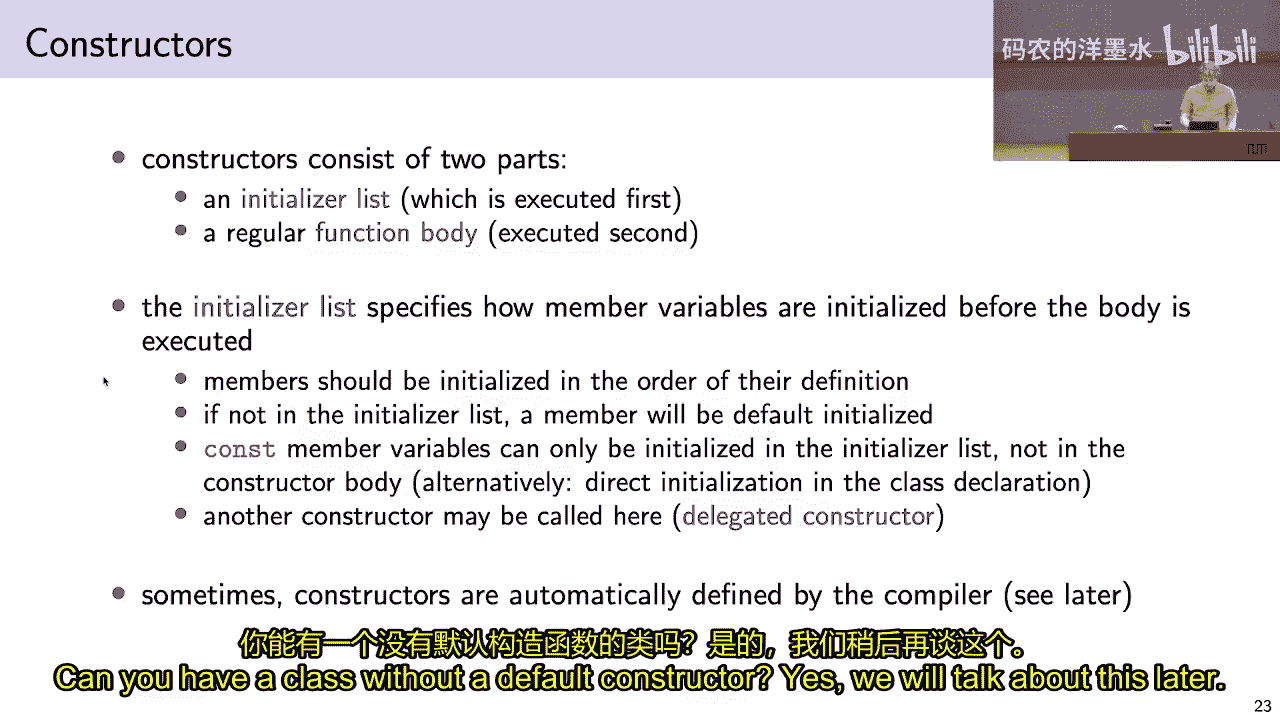 Constructors
码农的洋墨水 bilibili
TUM
• constructors consist of two parts:
• an initializer list (which is executed first)
• a regular function body (executed second)
• the initializer list specifies how member variables are initialized before the body is
executed
• members should be initialized in the order of their definition
• if not in the initializer list, a member will be default initialized
• const member variables can only be initialized in the initializer list, not in the
constructor body (alternatively: direct initialization in the class declaration)
• another constructor may be called here (delegated constructor)
• sometimes, constructors are automatically defined by the compiler (see later)
你能有一个没有默认构造函数的类吗？是的，我们稍后再谈这个。
Can you have a class without a default constructor? Yes, we will talk about this later.
23